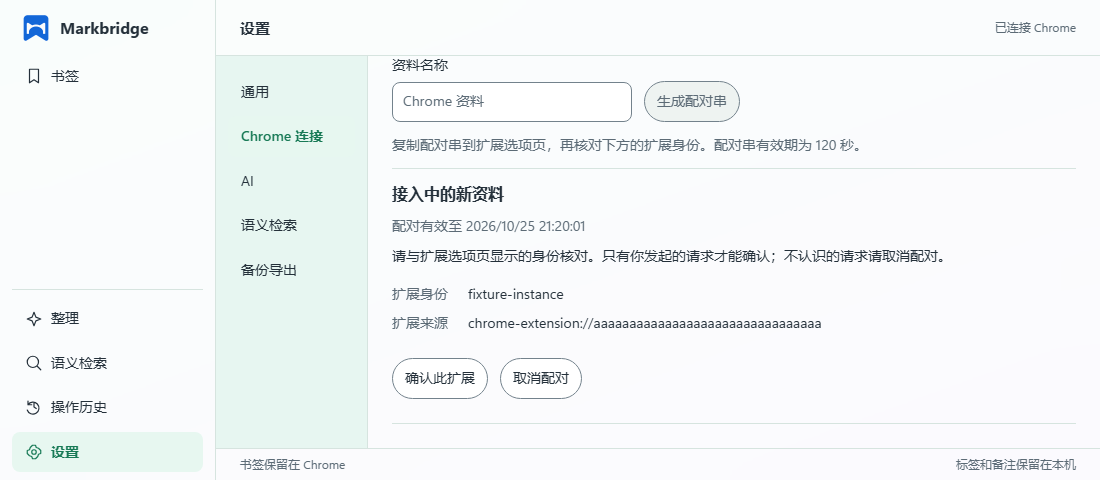 Markbridge
书签
整理
语义检索
操作历史
设置
设置
已连接 Chrome
通用
Chrome 连接
AI
语义检索
备份导出
资料名称
Chrome 资料
生成配对串
复制配对串到扩展选项页，再核对下方的扩展身份。配对串有效期为 120 秒。
接入中的新资料
配对有效至 2026/10/25 21:20:01
请与扩展选项页显示的身份核对。只有你发起的请求才能确认；不认识的请求请取消配对。
扩展身份 fixture-instance
扩展来源 chrome-extension://aaaaaaaaaaaaaaaaaaaaaaaaaaaaaaaa
确认此扩展 取消配对
书签保留在 Chrome
标签和备注保留在本机